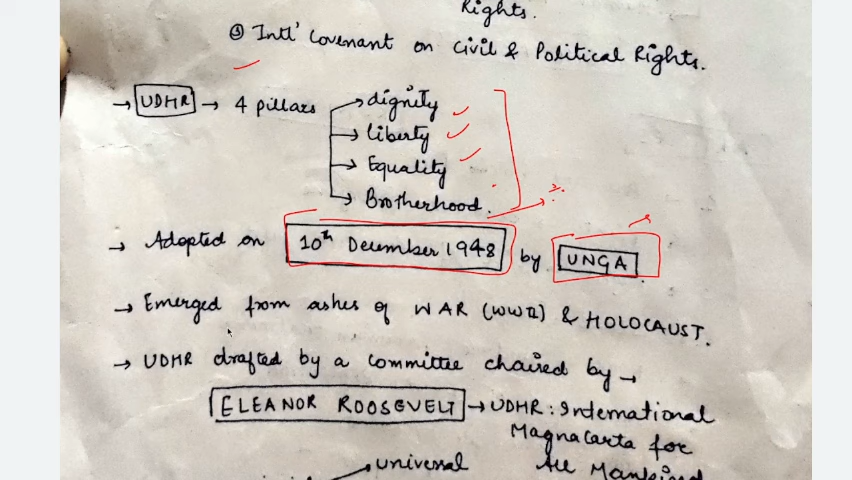 Rights.
③ Intl' Covenant on Civil & Political Rights.
→ UDHR → 4 pillars → dignity
→ liberty
→ Equality
→ Brotherhood.
→ Adopted on 10th December 1948 by UNGA.
→ Emerged from ashes of WAR (WWII) & HOLOCAUST.
→ UDHR drafted by a committee chaired by →
ELEANOR ROOSEVELT → UDHR : International
Magnacarta for
All Mankind
→ universal